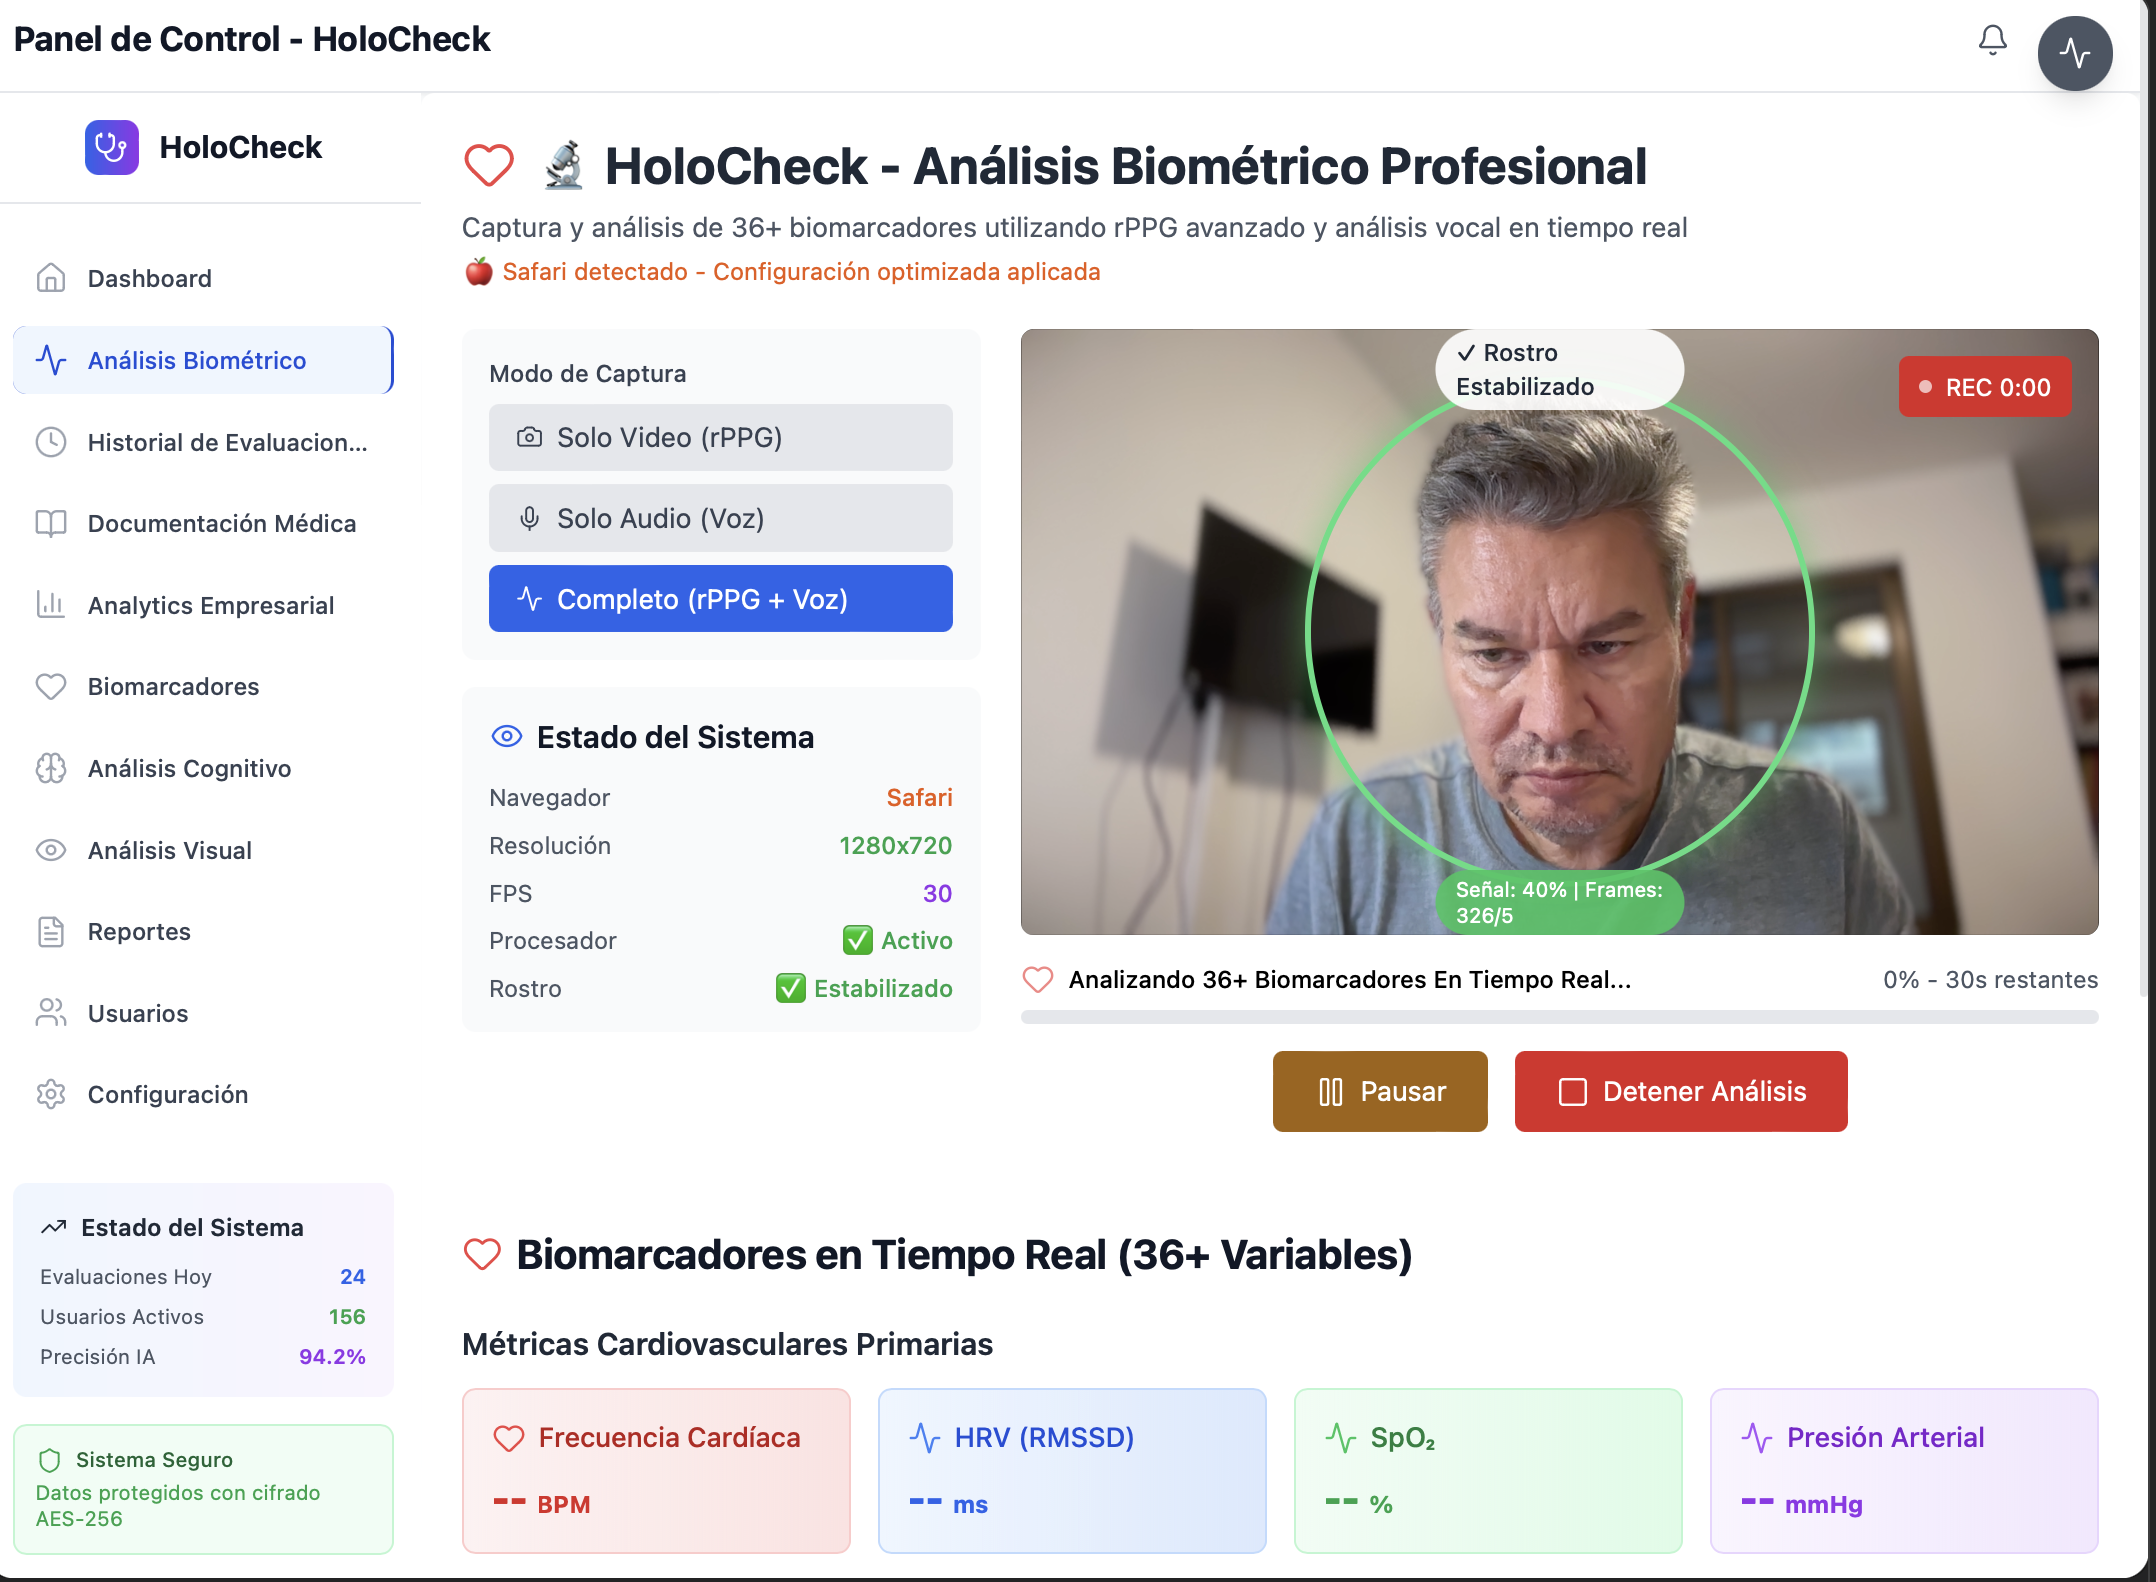 Panel de Control - HoloCheck
HoloCheck
Dashboard
Análisis Biométrico
Historial de Evaluacion...
Documentación Médica
Analytics Empresarial
Biomarcadores
Análisis Cognitivo
Análisis Visual
Reportes
Usuarios
Configuración
Estado del Sistema
Evaluaciones Hoy 24
Usuarios Activos 156
Precisión IA 94.2%
Sistema Seguro
Datos protegidos con cifrado
AES-256
HoloCheck - Análisis Biométrico Profesional
Captura y análisis de 36+ biomarcadores utilizando rPPG avanzado y análisis vocal en tiempo real
Safari detectado - Configuración optimizada aplicada
Modo de Captura
Solo Video (rPPG)
Solo Audio (Voz)
Completo (rPPG + Voz)
Estado del Sistema
Navegador Safari
Resolución 1280x720
FPS 30
Procesador ✅ Activo
Rostro ✅ Estabilizado
✓ Rostro
Estabilizado
REC 0:00
Señal: 40% | Frames:
326/5
Analizando 36+ Biomarcadores En Tiempo Real... 0% - 30s restantes
Pausar
Detener Análisis
Biomarcadores en Tiempo Real (36+ Variables)
Métricas Cardiovasculares Primarias
Frecuencia Cardíaca
-- BPM
HRV (RMSSD)
-- ms
SpO₂
-- %
Presión Arterial
-- mmHg